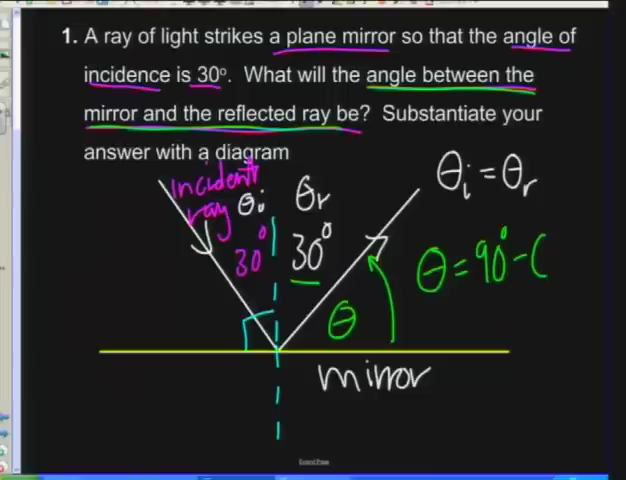 1. A ray of light strikes a plane mirror so that the angle of
incidence is 30°. What will the angle between the
mirror and the reflected ray be? Substantiate your
answer with a diagram
incident
ray
θi
θr
θi = θr
30°
30°
θ = 90° - (
θ
mirror